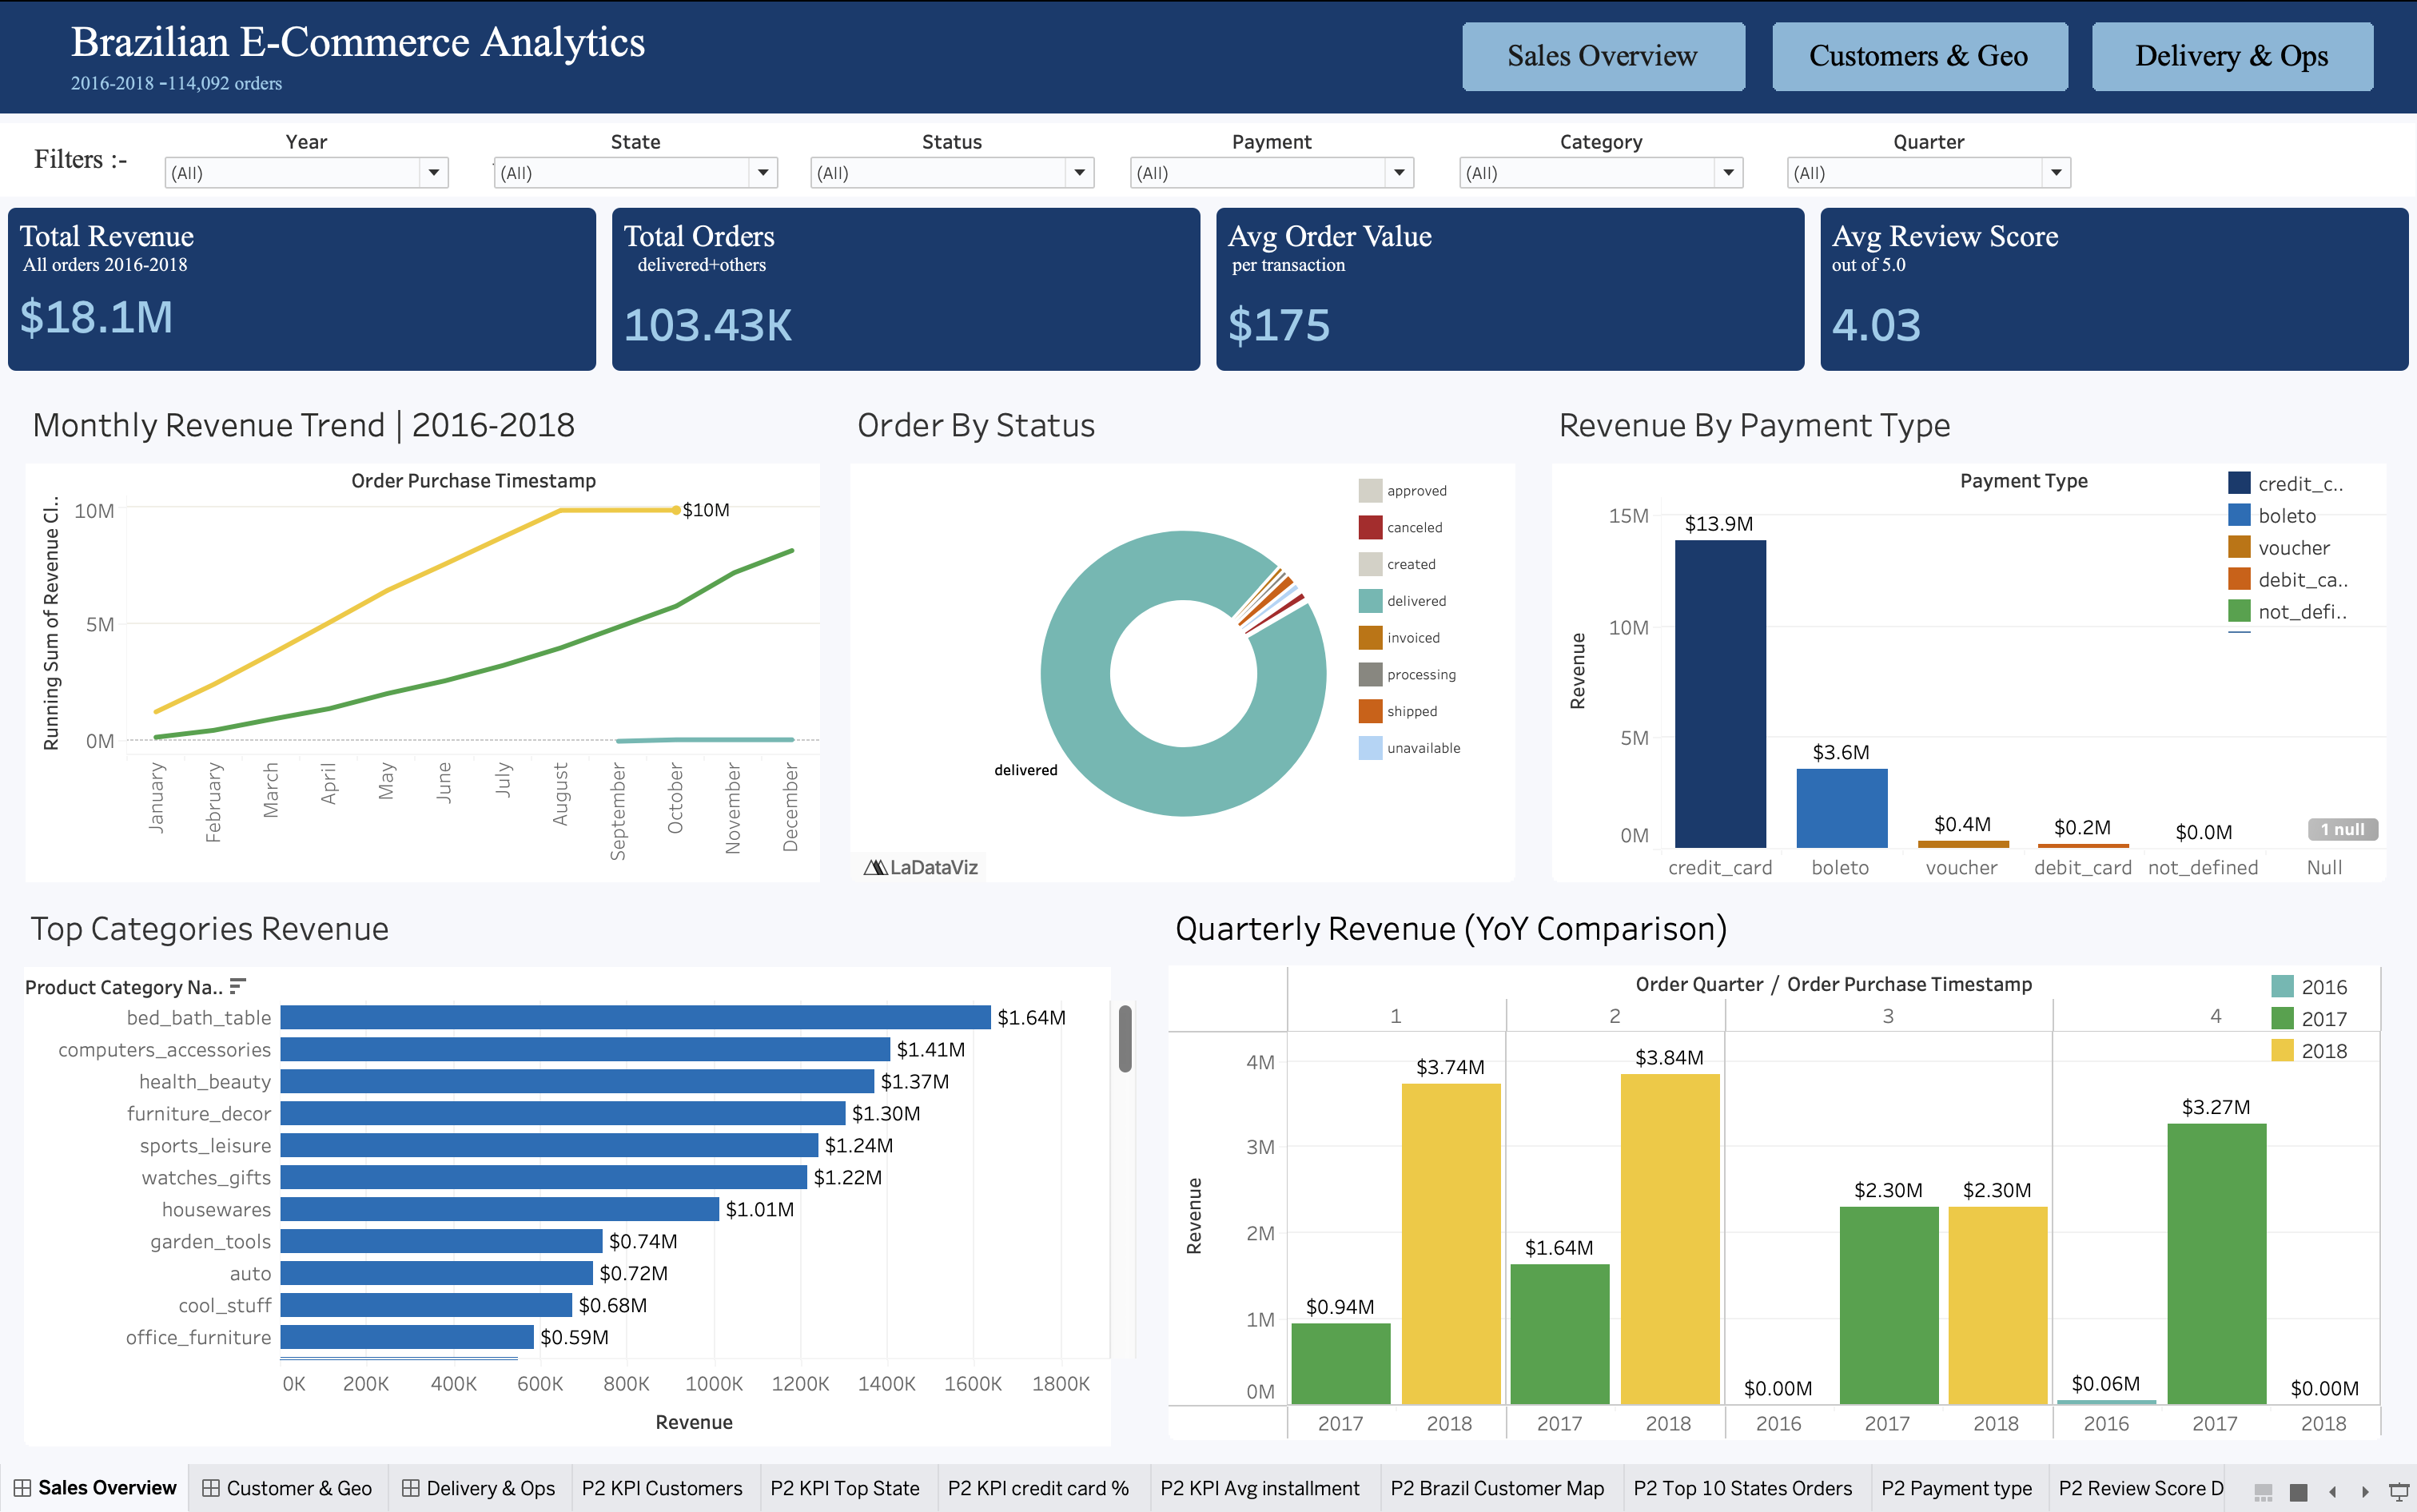 Brazilian E-Commerce Analytics
2016-2018 -114,092 orders
Sales Overview
Customers & Geo
Delivery & Ops
Filters :-
Year
(All)
State
(All)
Status
(All)
Payment
(All)
Category
(All)
Quarter
(All)
Total Revenue
All orders 2016-2018
$18.1M
Total Orders
delivered+others
103.43K
Avg Order Value
per transaction
$175
Avg Review Score
out of 5.0
4.03
Monthly Revenue Trend | 2016-2018
Order Purchase Timestamp
Running Sum of Revenue Cl..
10M
5M
0M
$10M
January
February
March
April
May
June
July
August
September
October
November
December
Order By Status
delivered
approved
canceled
created
delivered
invoiced
processing
shipped
unavailable
LaDataViz
Revenue By Payment Type
Payment Type
Revenue
15M
10M
5M
0M
$13.9M
$3.6M
$0.4M
$0.2M
$0.0M
1 null
credit_card
boleto
voucher
debit_card
not_defined
Null
credit_c..
boleto
voucher
debit_ca..
not_defi..
Top Categories Revenue
Product Category Na..
bed_bath_table $1.64M
computers_accessories $1.41M
health_beauty $1.37M
furniture_decor $1.30M
sports_leisure $1.24M
watches_gifts $1.22M
housewares $1.01M
garden_tools $0.74M
auto $0.72M
cool_stuff $0.68M
office_furniture $0.59M
0K 200K 400K 600K 800K 1000K 1200K 1400K 1600K 1800K
Revenue
Quarterly Revenue (YoY Comparison)
Order Quarter / Order Purchase Timestamp
1 2 3 4
2016
2017
2018
Revenue
4M
3M
2M
1M
0M
$0.94M
$3.74M
$1.64M
$3.84M
$0.00M
$2.30M
$2.30M
$0.06M
$3.27M
$0.00M
2017 2018 2017 2018 2016 2017 2018 2016 2017 2018
Sales Overview
Customer & Geo
Delivery & Ops
P2 KPI Customers
P2 KPI Top State
P2 KPI credit card %
P2 KPI Avg installment
P2 Brazil Customer Map
P2 Top 10 States Orders
P2 Payment type
P2 Review Score D